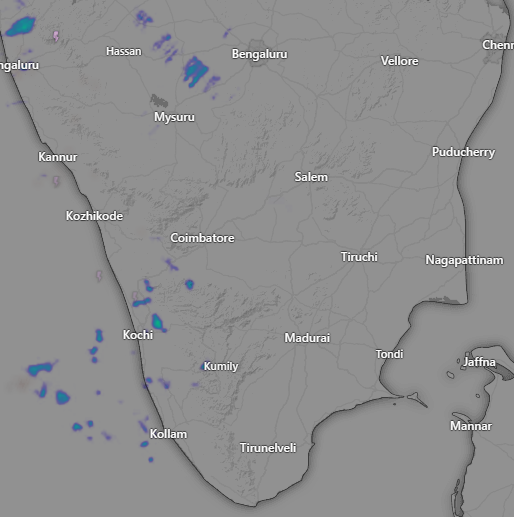 Hassan
Bengaluru
Chenn
Vellore
ngaluru
Mysuru
Kannur
Puducherry
Salem
Kozhikode
Coimbatore
Tiruchi
Nagapattinam
Kochi
Madurai
Tondi
Kumily
Jaffna
Mannar
Kollam
Tirunelveli